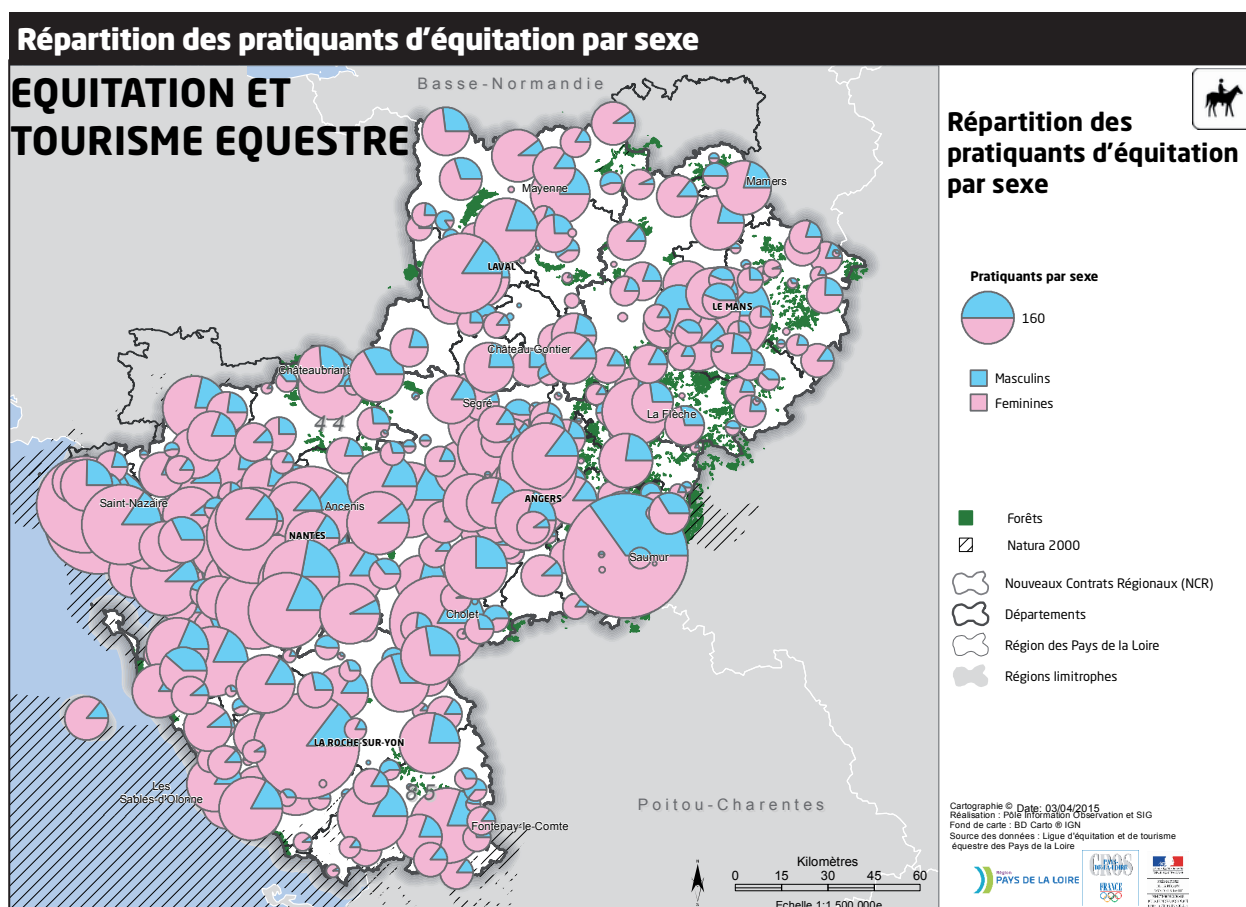 Répartition des pratiquants d'équitation par sexe
EQUITATION ET
TOURISME EQUESTRE
Basse-Normandie
Mayenne
Mamers
LAVAL
LE MANS
Château Gontier
Châteaubriant
Segré
La Flèche
44
Saint-Nazaire
Ancenis
ANGERS
NANTES
Saumur
Cholet
LA ROCHE-SUR-YON
Les
Sables-d'Olonne
85
Fontenay-le-Comte
Poitou-Charentes
Kilomètres
0 15 30 45 60
Echelle 1:1 500 000e
Répartition des
pratiquants d'équitation
par sexe
Pratiquants par sexe
160
Masculins
Feminines
Forêts
Natura 2000
Nouveaux Contrats Régionaux (NCR)
Départements
Région des Pays de la Loire
Régions limitrophes
Cartographie © Date: 03/04/2015
Réalisation : Pôle Information Observation et SIG
Fond de carte : BD Carto ® IGN
Source des données : Ligue d'équitation et de tourisme
équestre des Pays de la Loire
Région
PAYS DE LA LOIRE
CROS
FRANCE